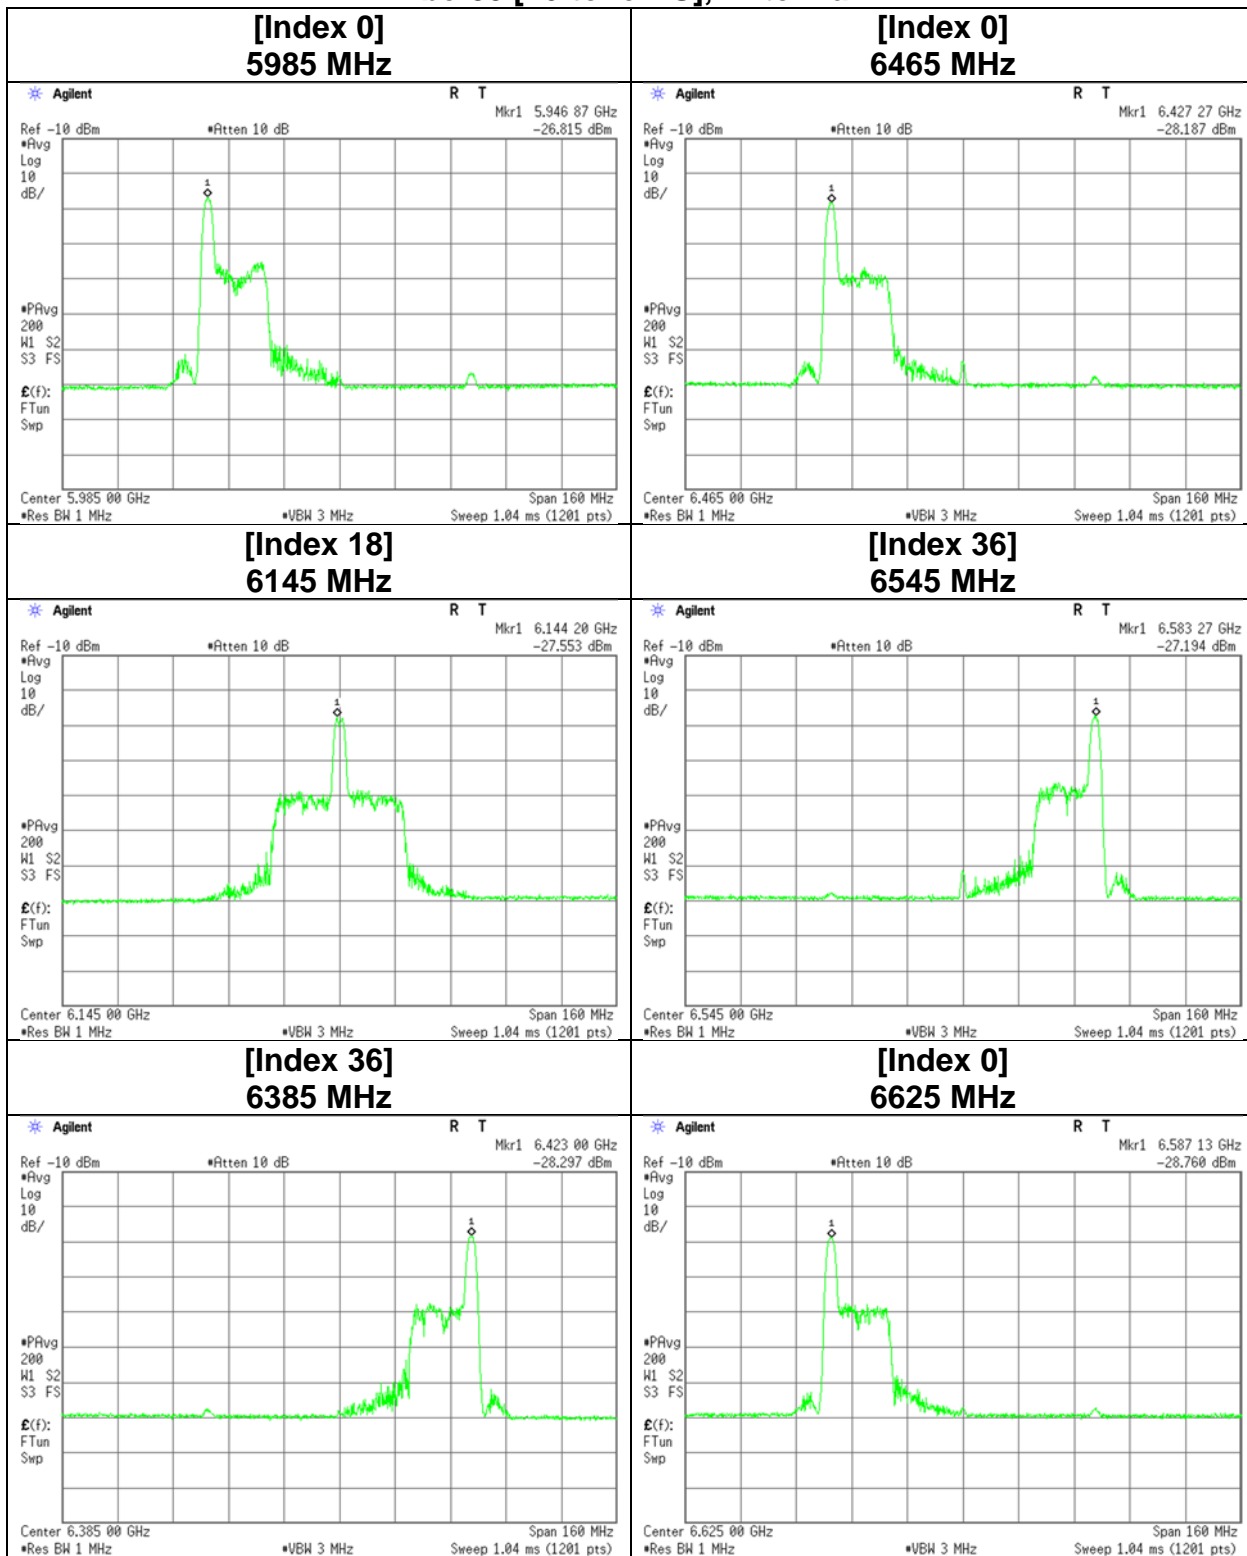 [Index 0]
5985 MHz
[Index 0]
6465 MHz
Agilent
R T
Mkr1 5.946 87 GHz
Ref -10 dBm
#Atten 10 dB
-26.815 dBm
#Avg
Log
10
dB/
1
#PAvg
200
W1 S2
S3 FS
£(f):
FTun
Swp
Center 5.985 00 GHz
Span 160 MHz
#Res BW 1 MHz
#VBW 3 MHz
Sweep 1.04 ms (1201 pts)
Agilent
R T
Mkr1 6.427 27 GHz
Ref -10 dBm
#Atten 10 dB
-28.187 dBm
#Avg
Log
10
dB/
1
#PAvg
200
W1 S2
S3 FS
£(f):
FTun
Swp
Center 6.465 00 GHz
Span 160 MHz
#Res BW 1 MHz
#VBW 3 MHz
Sweep 1.04 ms (1201 pts)
[Index 18]
6145 MHz
[Index 36]
6545 MHz
Agilent
R T
Mkr1 6.144 20 GHz
Ref -10 dBm
#Atten 10 dB
-27.553 dBm
#Avg
Log
10
dB/
1
#PAvg
200
W1 S2
S3 FS
£(f):
FTun
Swp
Center 6.145 00 GHz
Span 160 MHz
#Res BW 1 MHz
#VBW 3 MHz
Sweep 1.04 ms (1201 pts)
Agilent
R T
Mkr1 6.583 27 GHz
Ref -10 dBm
#Atten 10 dB
-27.194 dBm
#Avg
Log
10
dB/
1
#PAvg
200
W1 S2
S3 FS
£(f):
FTun
Swp
Center 6.545 00 GHz
Span 160 MHz
#Res BW 1 MHz
#VBW 3 MHz
Sweep 1.04 ms (1201 pts)
[Index 36]
6385 MHz
[Index 0]
6625 MHz
Agilent
R T
Mkr1 6.423 00 GHz
Ref -10 dBm
#Atten 10 dB
-28.297 dBm
#Avg
Log
10
dB/
1
#PAvg
200
W1 S2
S3 FS
£(f):
FTun
Swp
Center 6.385 00 GHz
Span 160 MHz
#Res BW 1 MHz
#VBW 3 MHz
Sweep 1.04 ms (1201 pts)
Agilent
R T
Mkr1 6.587 13 GHz
Ref -10 dBm
#Atten 10 dB
-28.760 dBm
#Avg
Log
10
dB/
1
#PAvg
200
W1 S2
S3 FS
£(f):
FTun
Swp
Center 6.625 00 GHz
Span 160 MHz
#Res BW 1 MHz
#VBW 3 MHz
Sweep 1.04 ms (1201 pts)